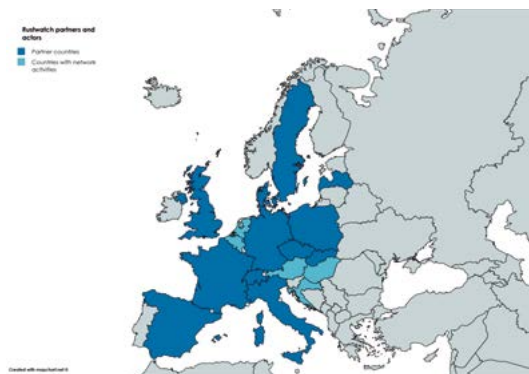 Rustwatch partners and
actors
Partner countries
Countries with network
activities
Created with mapchart.net ©